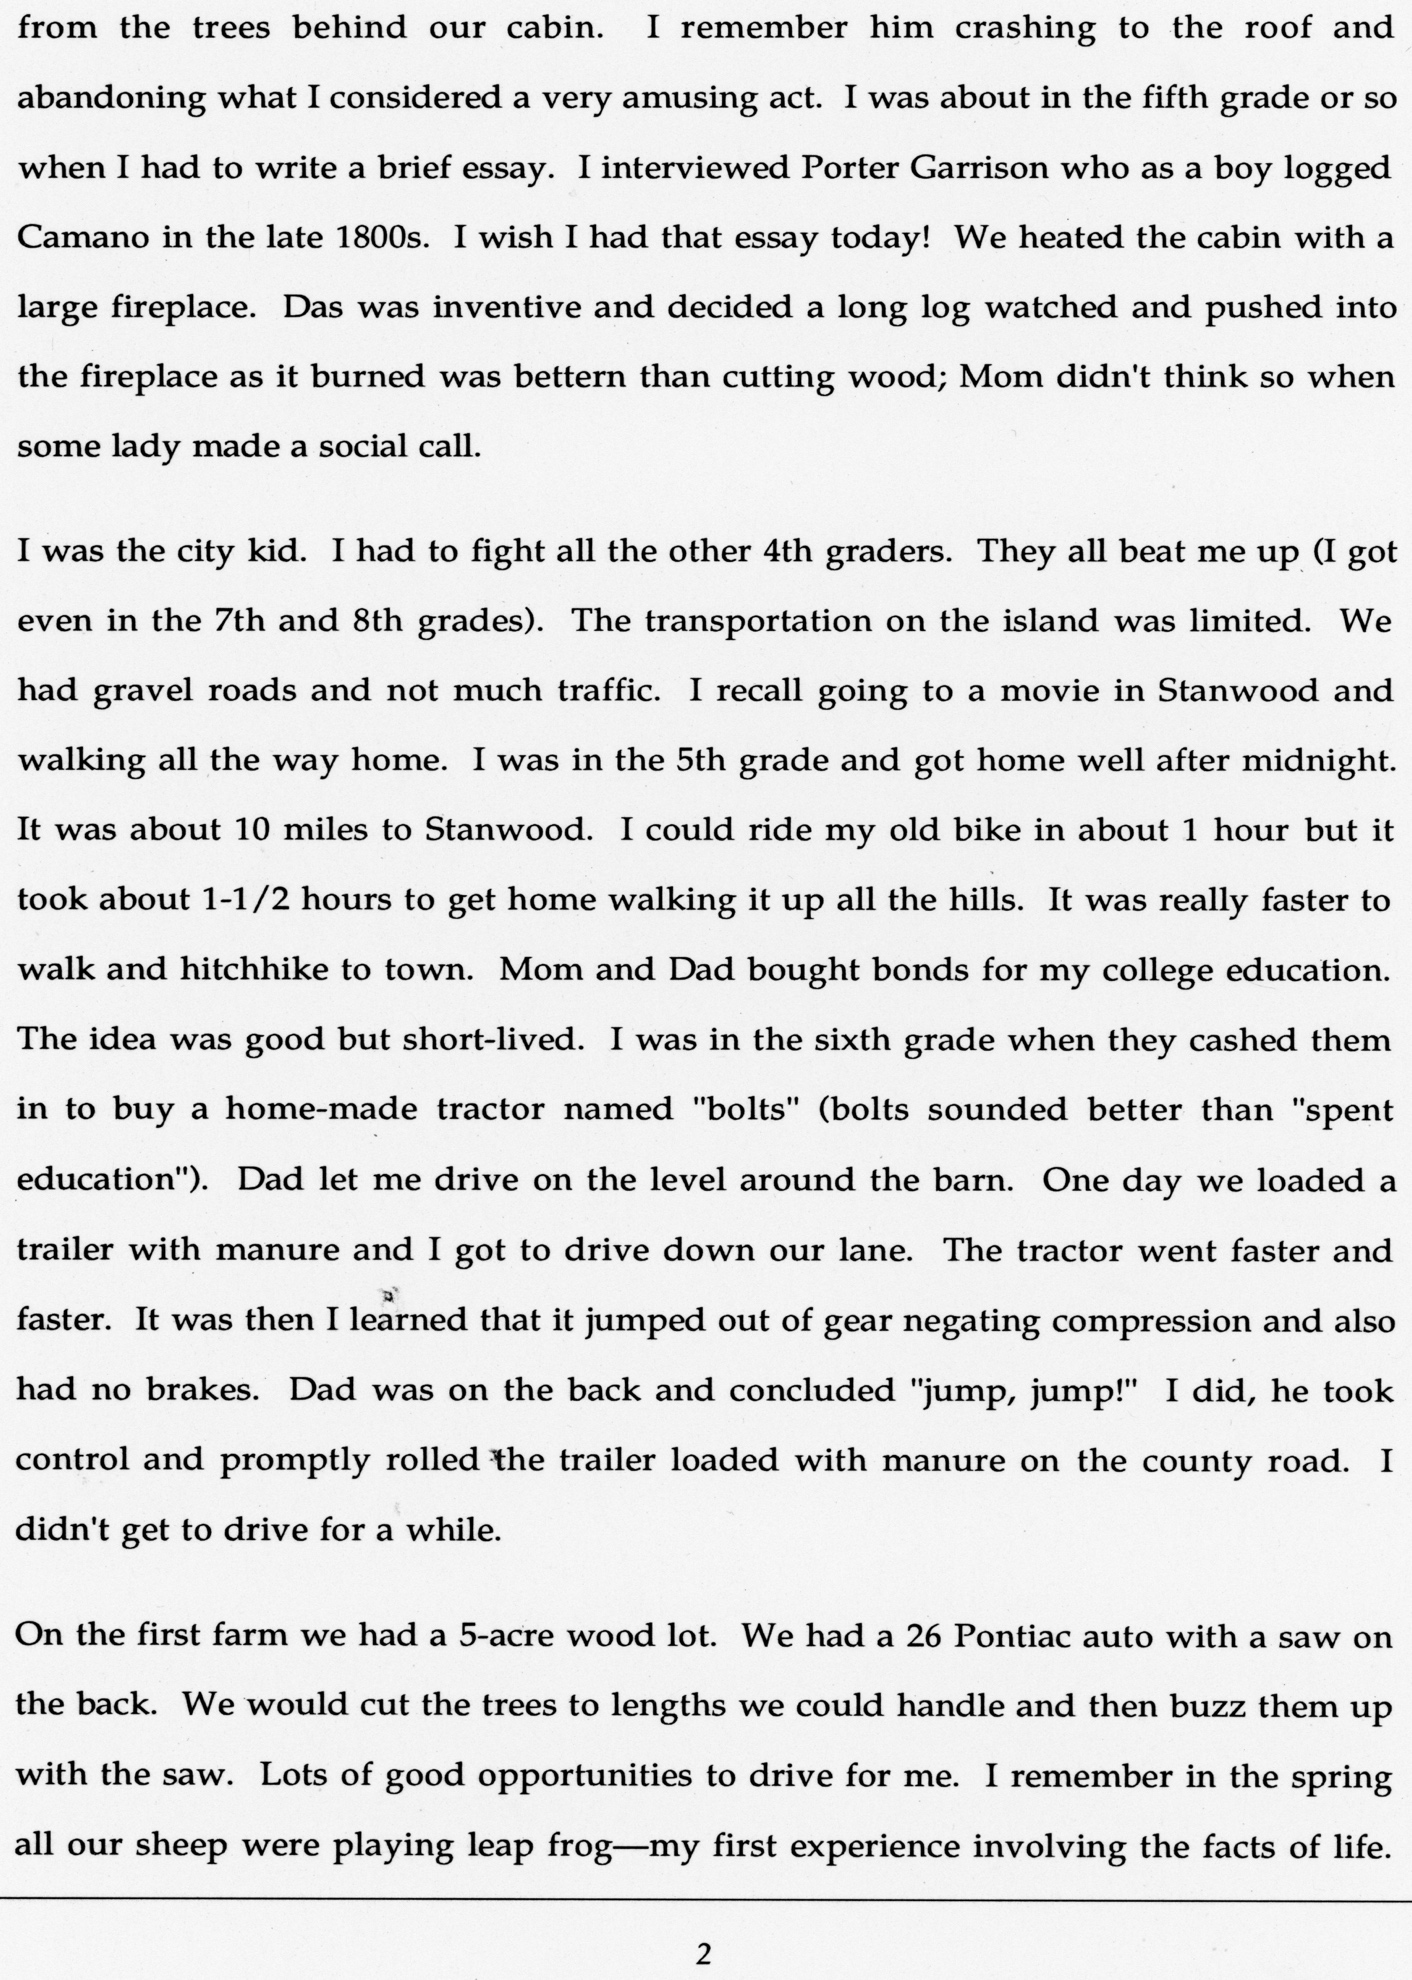 from the trees behind our cabin. I remember him crashing to the roof and
abandoning what I considered a very amusing act. I was about in the fifth grade or so
when I had to write a brief essay. I interviewed Porter Garrison who as a boy logged
Camano in the late 1800s. I wish I had that essay today! We heated the cabin with a
large fireplace. Das was inventive and decided a long log watched and pushed into
the fireplace as it burned was bettern than cutting wood; Mom didn't think so when
some lady made a social call.
I was the city kid. I had to fight all the other 4th graders. They all beat me up (I got
even in the 7th and 8th grades). The transportation on the island was limited. We
had gravel roads and not much traffic. I recall going to a movie in Stanwood and
walking all the way home. I was in the 5th grade and got home well after midnight.
It was about 10 miles to Stanwood. I could ride my old bike in about 1 hour but it
took about 1-1/2 hours to get home walking it up all the hills. It was really faster to
walk and hitchhike to town. Mom and Dad bought bonds for my college education.
The idea was good but short-lived. I was in the sixth grade when they cashed them
in to buy a home-made tractor named "bolts" (bolts sounded better than "spent
education"). Dad let me drive on the level around the barn. One day we loaded a
trailer with manure and I got to drive down our lane. The tractor went faster and
faster. It was then I learned that it jumped out of gear negating compression and also
had no brakes. Dad was on the back and concluded "jump, jump!" I did, he took
control and promptly rolled the trailer loaded with manure on the county road. I
didn't get to drive for a while.
On the first farm we had a 5-acre wood lot. We had a 26 Pontiac auto with a saw on
the back. We would cut the trees to lengths we could handle and then buzz them up
with the saw. Lots of good opportunities to drive for me. I remember in the spring
all our sheep were playing leap frog—my first experience involving the facts of life.
2